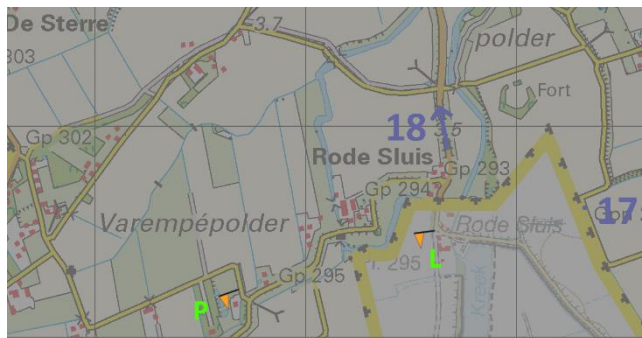 De Sterre
3.7
303
polder
Fort
18
3.5
Gp 302
Rode Sluis
Gp 293
Gp 294
Varempépolder
17
Rode Sluis
Gp 295
295
L
Kreek
P